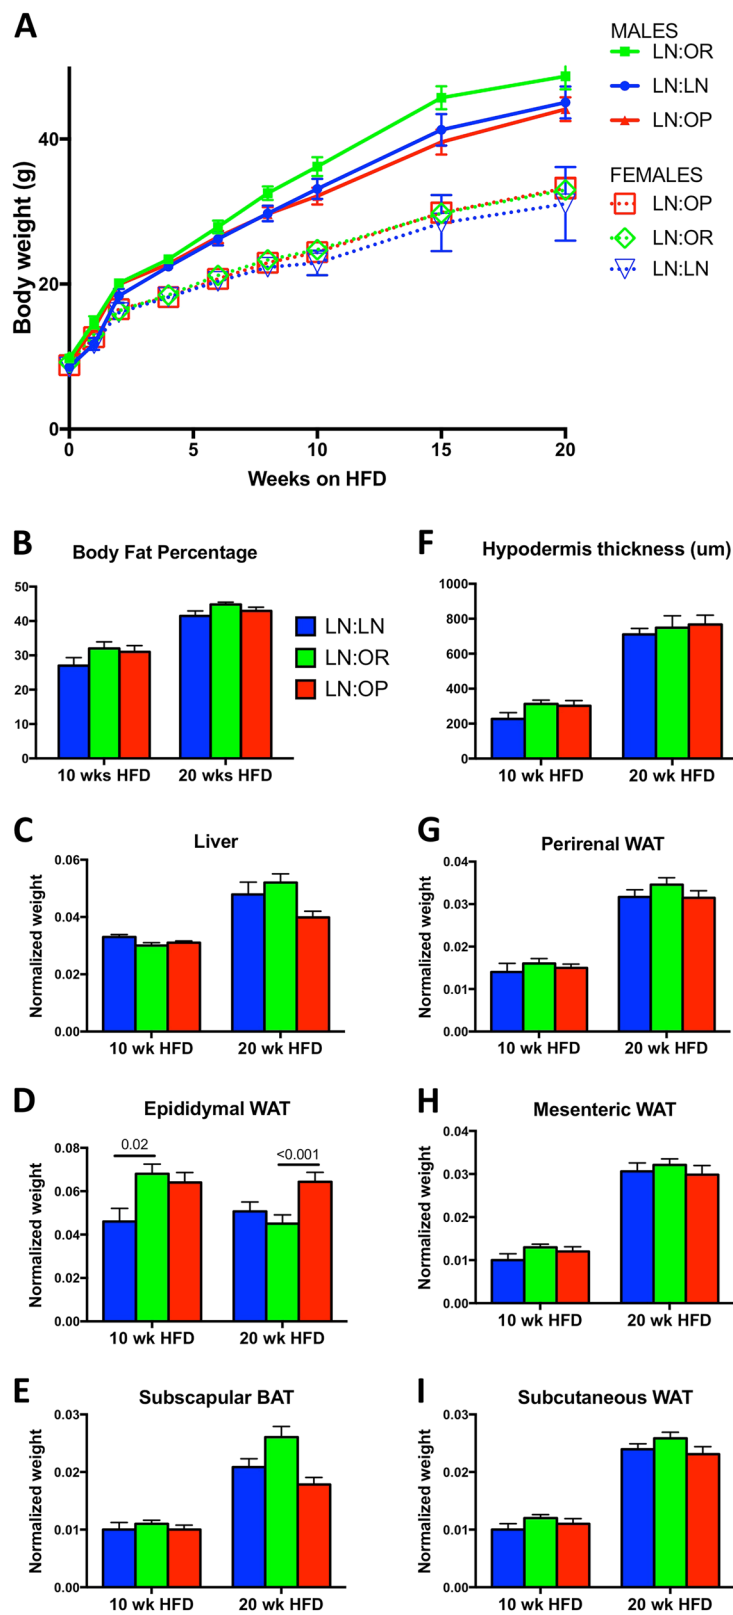 A
MALES
LN:OR
LN:LN
LN:OP
FEMALES
LN:OP
LN:OR
LN:LN
Body weight (g)
40
20
0
0 5 10 15 20
Weeks on HFD
B
Body Fat Percentage
50
40
30
20
10
0
10 wks HFD 20 wks HFD
LN:LN
LN:OR
LN:OP
F
Hypodermis thickness (um)
1000
800
600
400
200
0
10 wk HFD 20 wk HFD
C
Liver
Normalized weight
0.06
0.04
0.02
0.00
10 wk HFD 20 wk HFD
G
Perirenal WAT
Normalized weight
0.04
0.03
0.02
0.01
0.00
10 wk HFD 20 wk HFD
D
Epididymal WAT
Normalized weight
0.08
0.06
0.04
0.02
0.00
0.02
<0.001
10 wk HFD 20 wk HFD
H
Mesenteric WAT
Normalized weight
0.04
0.03
0.02
0.01
0.00
10 wk HFD 20 wk HFD
E
Subscapular BAT
Normalized weight
0.03
0.02
0.01
0.00
10 wk HFD 20 wk HFD
I
Subcutaneous WAT
Normalized weight
0.03
0.02
0.01
0.00
10 wk HFD 20 wk HFD